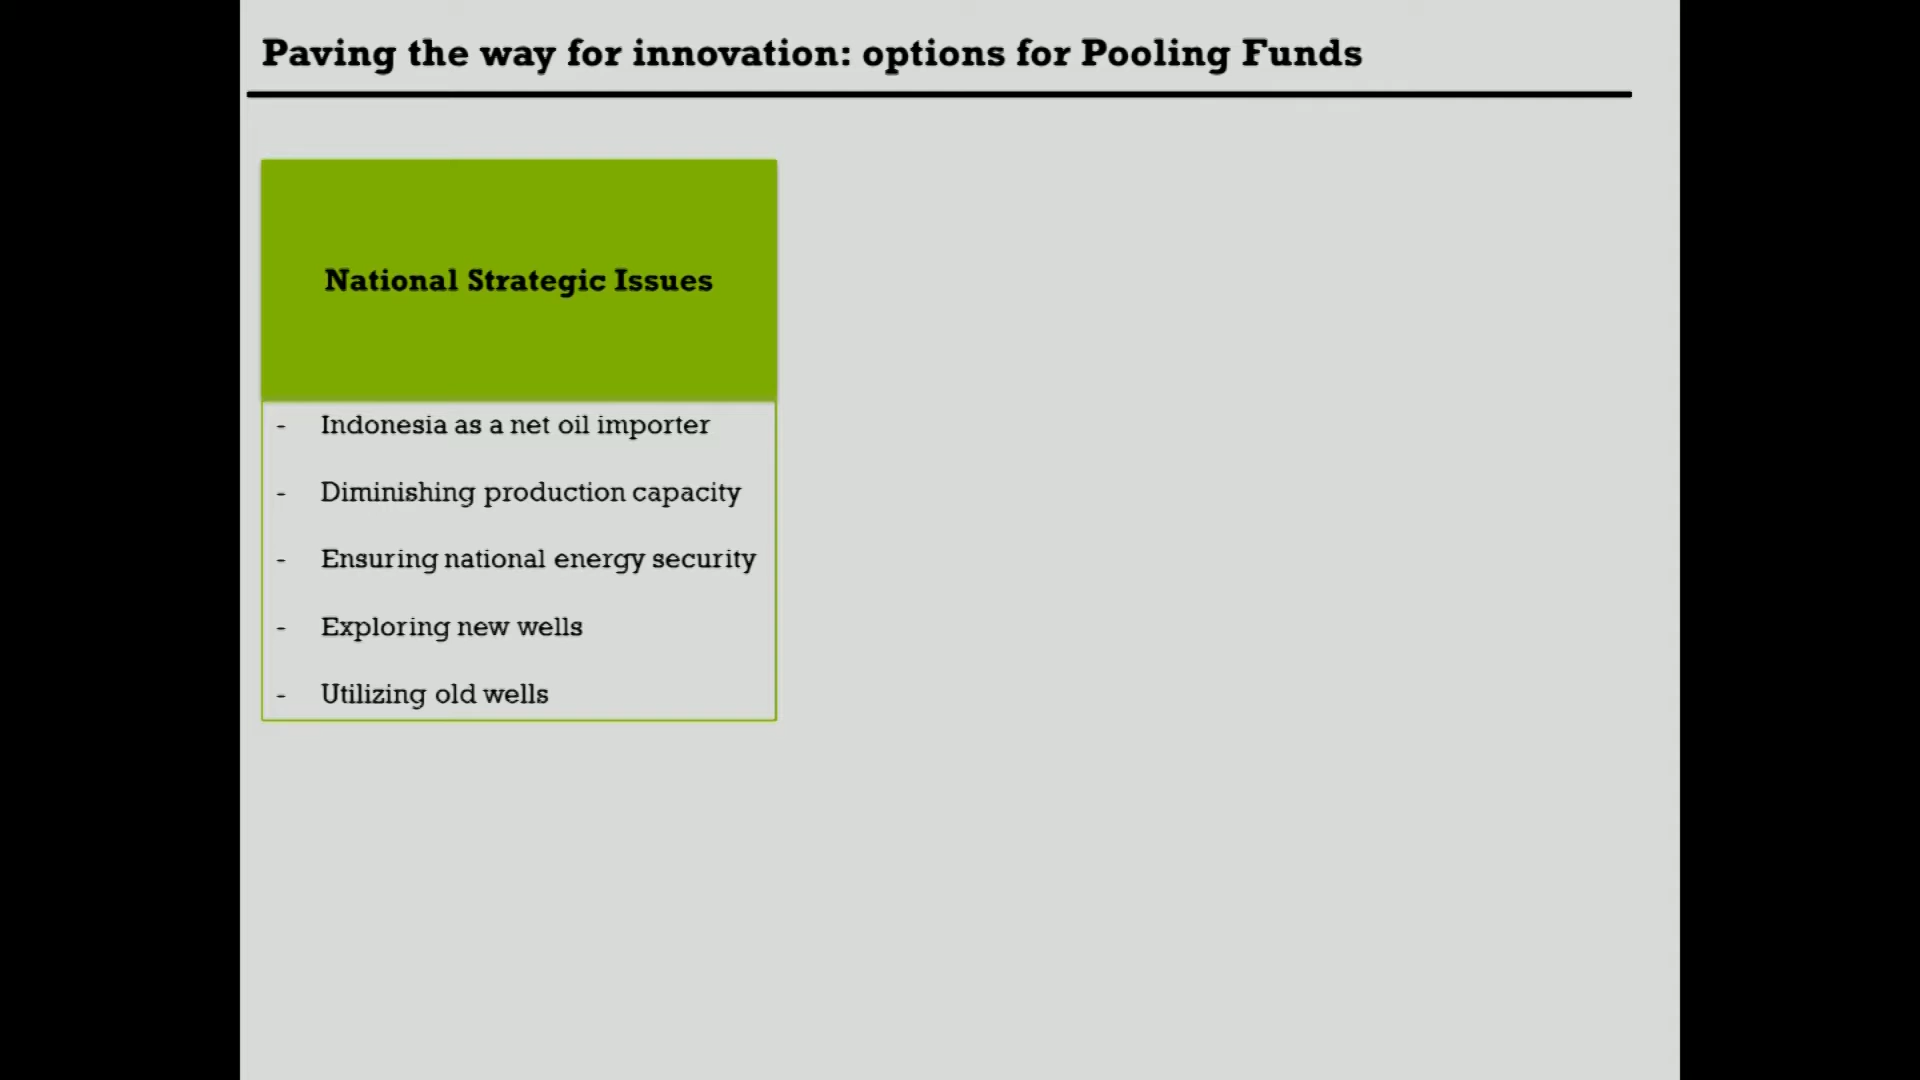 Paving the way for innovation: options for Pooling Funds
National Strategic Issues
- Indonesia as a net oil importer
- Diminishing production capacity
- Ensuring national energy security
- Exploring new wells
- Utilizing old wells